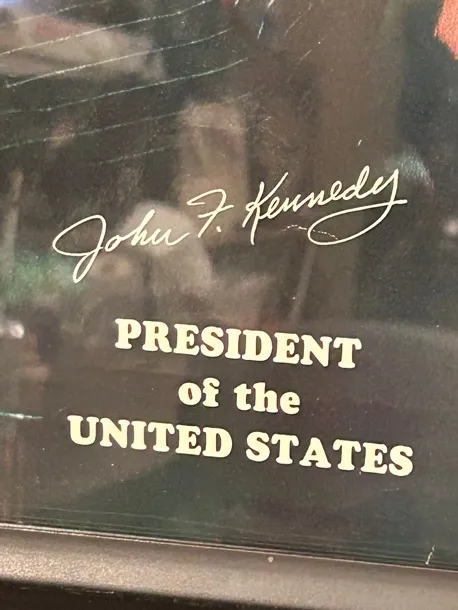 John F. Kennedy
PRESIDENT
of the
UNITED STATES